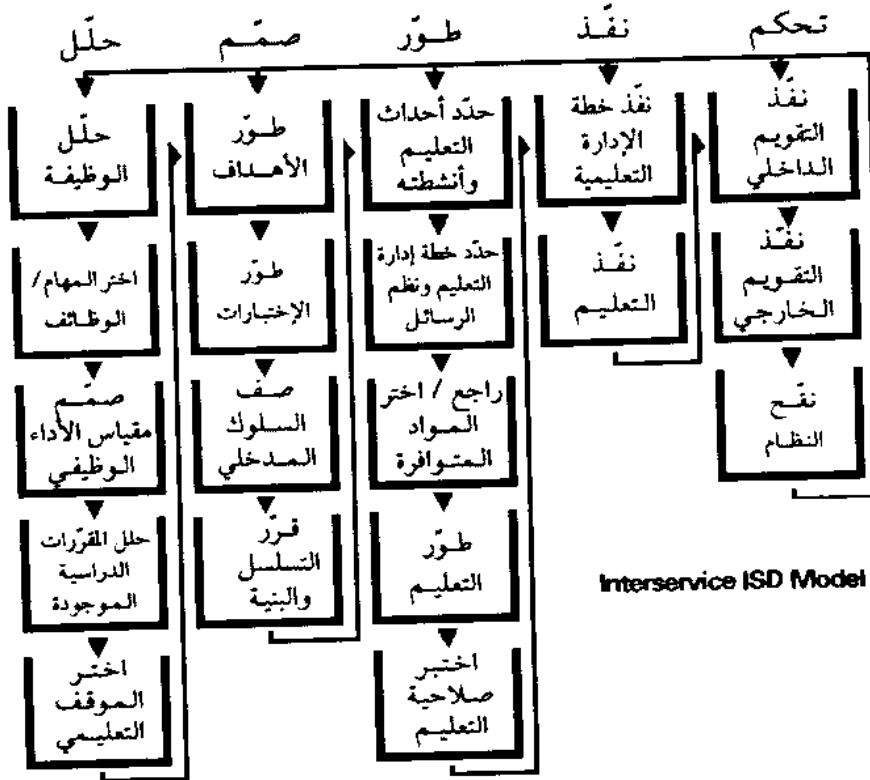 حلّل
صمّم
طوّر
نفّذ
تحكم
حلّل
الوظيفة
اختر المهام/
الوظائف
صمّم
مقياس الأداء
الوظيفي
حلل المقرّرات
الدراسية
الموجودة
اختر
الموقف
التعليمي
طوّر
الأهداف
طوّر
الإختبارات
صف
السلوك
المدخلي
قرّر
التسلسل
والبنية
حدّد أحداث
التعليم
وأنشطته
حدّد خطة إدارة
التعليم ونظم
الرسائل
راجع / اختر
المواد
المتوافرة
طوّر
التعليم
اختبر
صلاحية
التعليم
نفّذ خطة
الإدارة
التعليمية
نفّذ
التعليم
نفّذ
التقويم
الداخلي
نفّذ
التقويم
الخارجي
نقّح
النظام
Interservice ISD Model